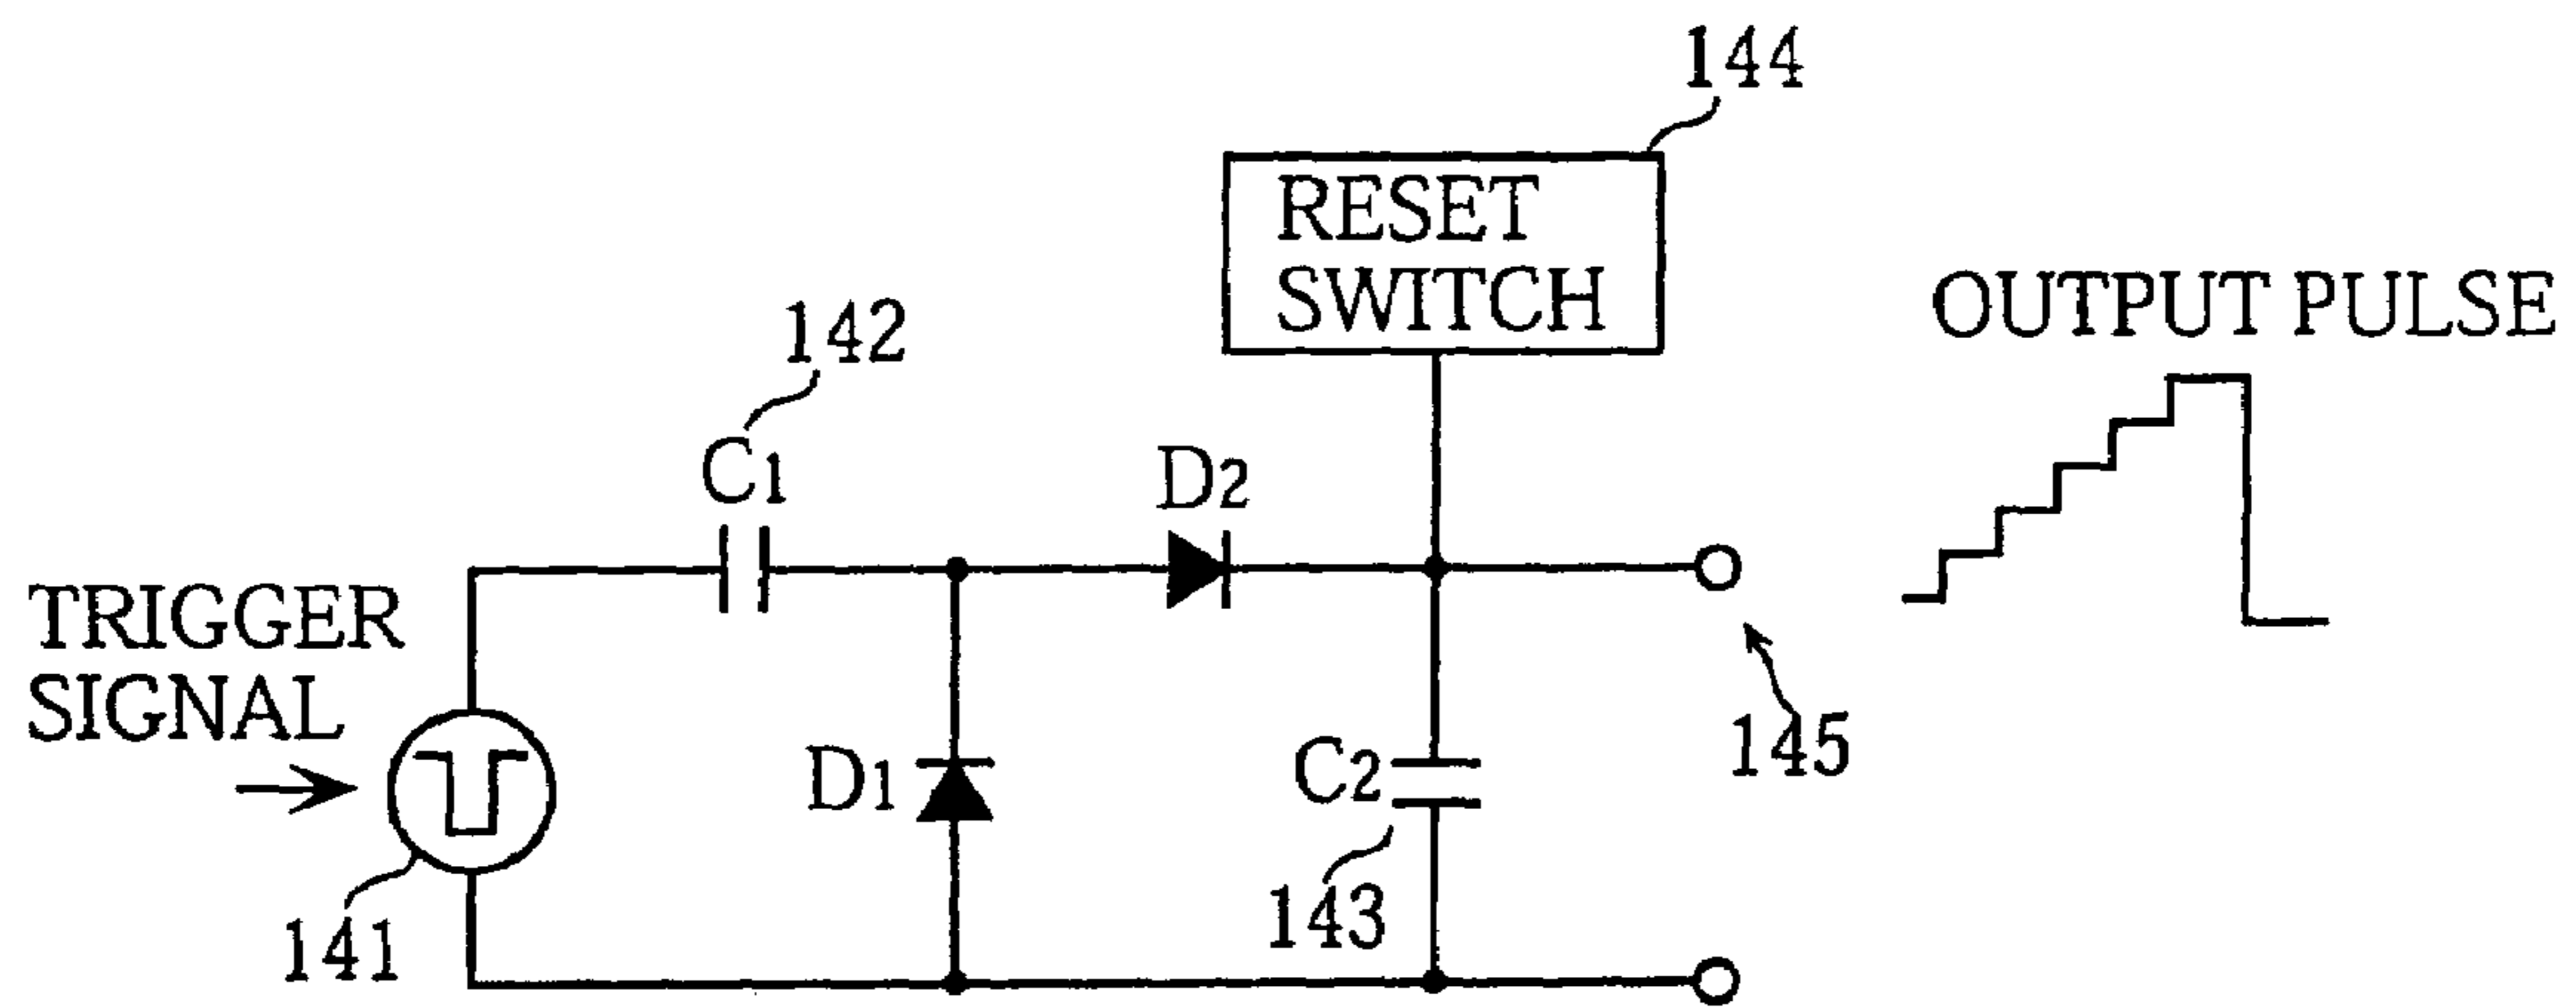 144
RESET
SWITCH
OUTPUT PULSE
142
C1
D2
TRIGGER
SIGNAL
D1
C2
145
143
141